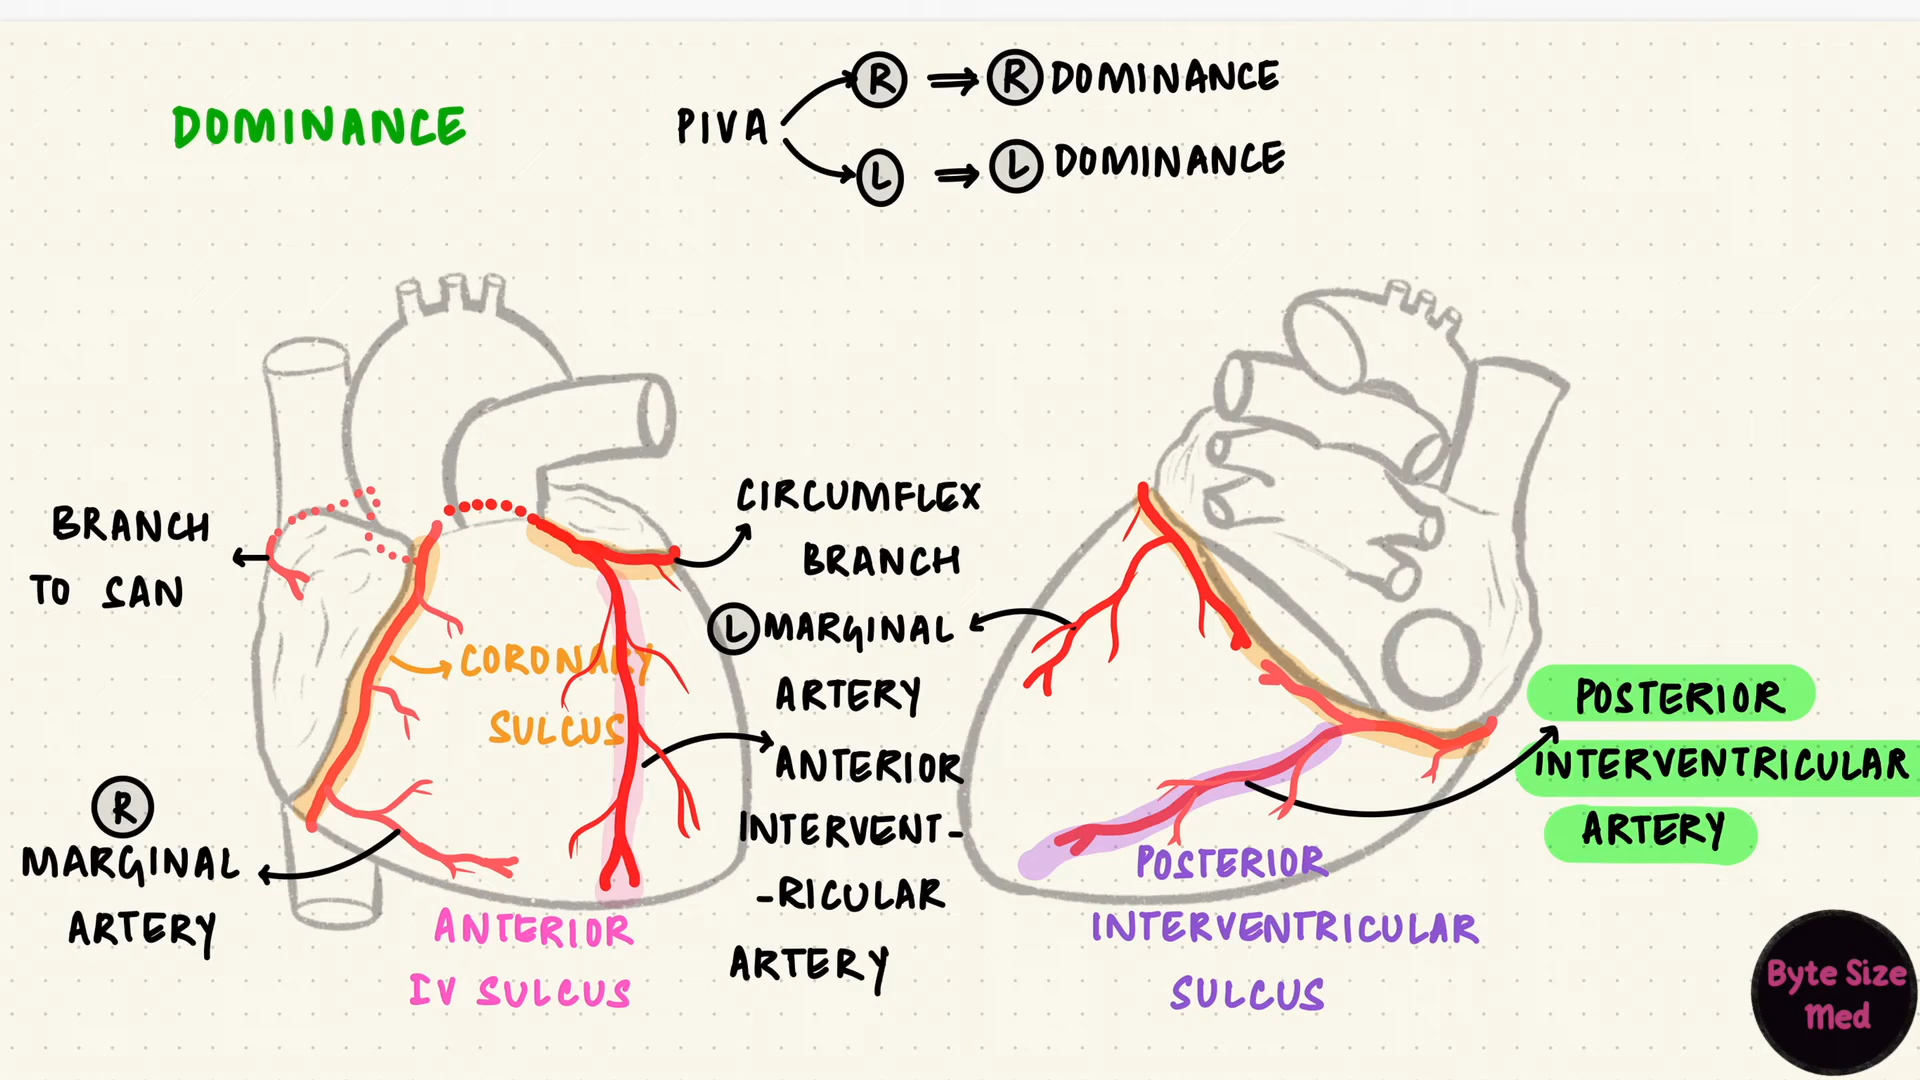 DOMINANCE
PIVA
R ⇒ R DOMINANCE
L ⇒ L DOMINANCE
BRANCH
TO SAN
CORONARY
SULCUS
R
MARGINAL
ARTERY
ANTERIOR
IV SULCUS
CIRCUMFLEX
BRANCH
L MARGINAL
ARTERY
ANTERIOR
INTERVENT-
-RICULAR
ARTERY
POSTERIOR
INTERVENTRICULAR
SULCUS
POSTERIOR
INTERVENTRICULAR
ARTERY
Byte Size
Med